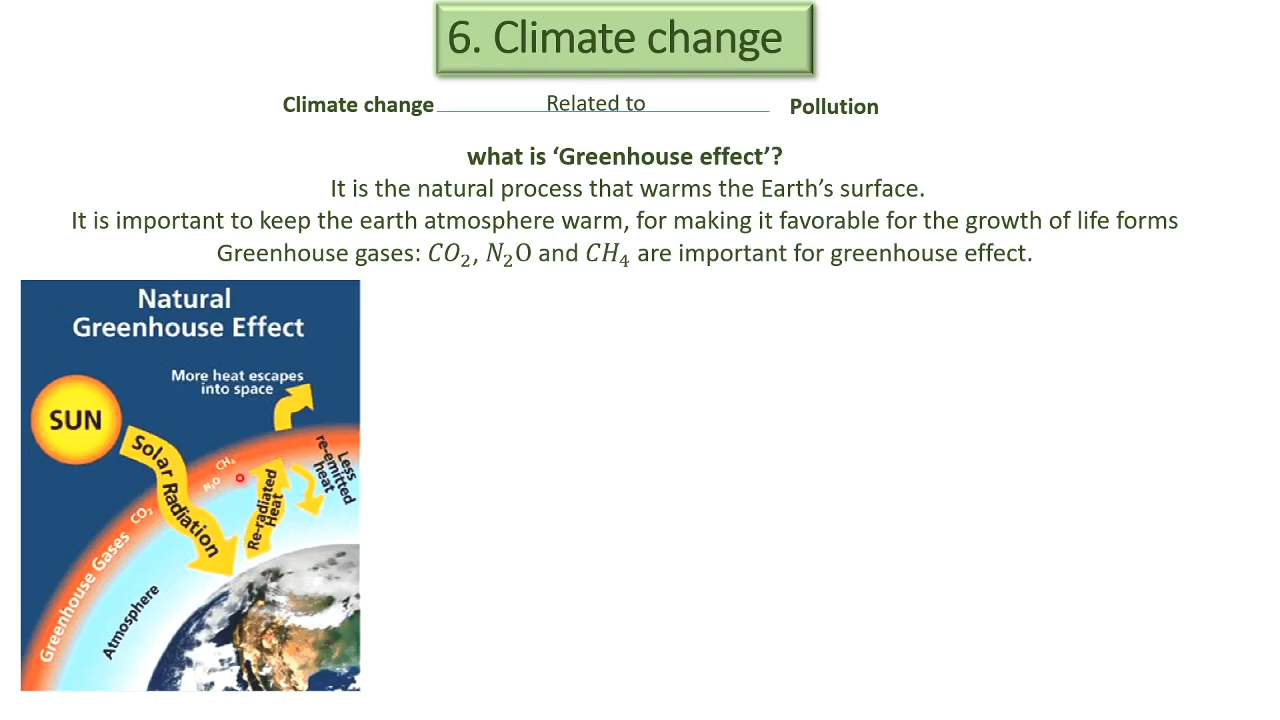 6. Climate change
Climate change Related to Pollution
what is ‘Greenhouse effect’?
It is the natural process that warms the Earth’s surface.
It is important to keep the earth atmosphere warm, for making it favorable for the growth of life forms
Greenhouse gases: 𝐶𝑂₂, 𝑁₂O and 𝐶𝐻₄ are important for greenhouse effect.
Natural
Greenhouse Effect
More heat escapes
into space
SUN
Solar Radiation
Re-radiated
Heat
Less
re-emitted
heat
CH₄
N₂O
CO₂
Greenhouse Gases
Atmosphere